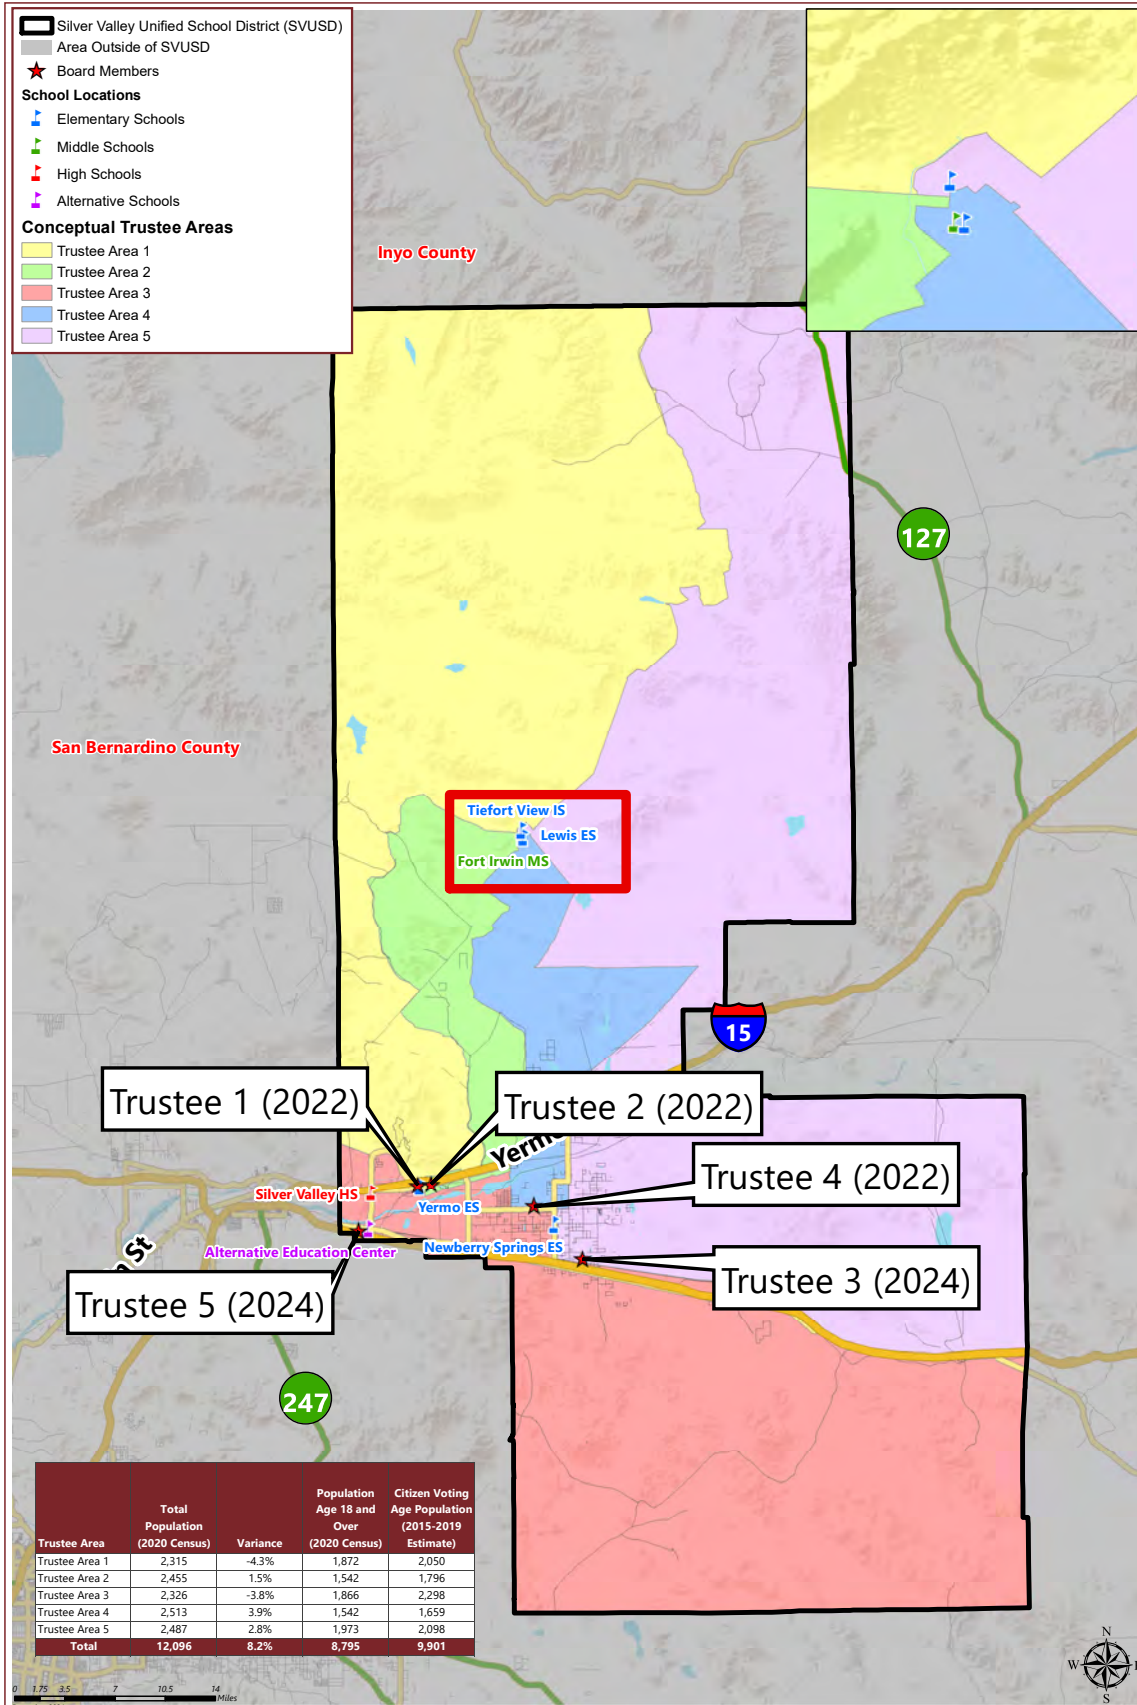 Silver Valley Unified School District (SVUSD)
Area Outside of SVUSD
Board Members
School Locations
Elementary Schools
Middle Schools
High Schools
Alternative Schools
Conceptual Trustee Areas
Trustee Area 1
Trustee Area 2
Trustee Area 3
Trustee Area 4
Trustee Area 5
Inyo County
127
San Bernardino County
Tiefort View IS
Lewis ES
Fort Irwin MS
15
Trustee 1 (2022)
Trustee 2 (2022)
Trustee 4 (2022)
Silver Valley HS
Yermo ES
Alternative Education Center
Newberry Springs ES
St
Trustee 5 (2024)
Trustee 3 (2024)
247
Trustee Area Total Population (2020 Census) Variance Population Age 18 and Over (2020 Census) Citizen Voting Age Population (2015-2019 Estimate)
Trustee Area 1 2,315 -4.3% 1,872 2,050
Trustee Area 2 2,455 1.5% 1,542 1,796
Trustee Area 3 2,326 -3.8% 1,866 2,298
Trustee Area 4 2,513 3.9% 1,542 1,659
Trustee Area 5 2,487 2.8% 1,973 2,098
Total 12,096 8.2% 8,795 9,901
0 1.75 3.5 7 10.5 14
Miles
N
W
S